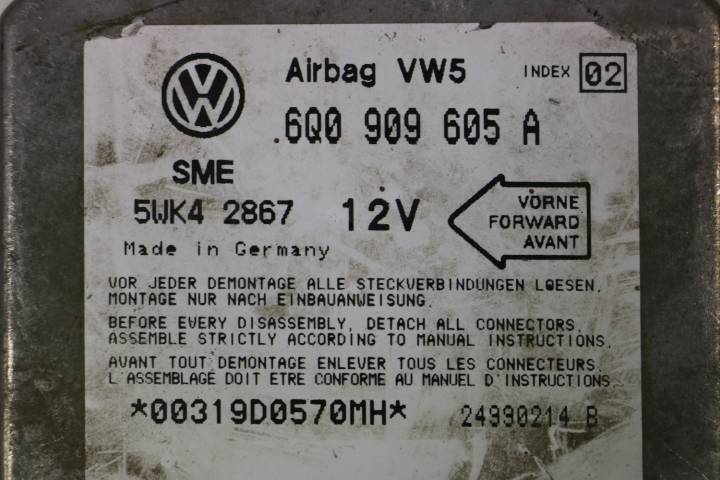 Airbag VW5 INDEX 02
6Q0 909 605 A
SME
5WK4 2867 12V
VORNE
FORWARD
AVANT
Made in Germany
VOR JEDER DEMONTAGE ALLE STECKVERBINDUNGEN LOESEN.
MONTAGE NUR NACH EINBAUANWEISUNG.
BEFORE EVERY DISASSEMBLY, DETACH ALL CONNECTORS.
ASSEMBLE STRICTLY ACCORDING TO MANUAL INSTRUCTIONS.
AVANT TOUT DEMONTAGE ENLEVER TOUS LES CONNECTEURS.
L'ASSEMBLAGE DOIT ETRE CONFORME AU MANUEL D'INSTRUCTIONS.
*00319D0570MH* 24990214 B